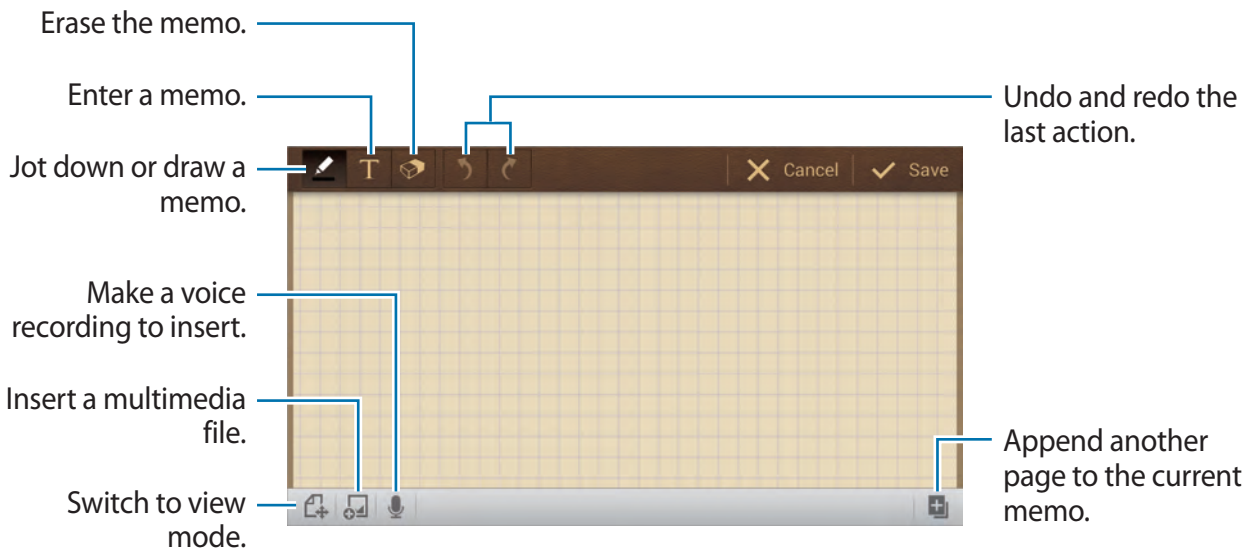 Erase the memo.
Enter a memo.
Jot down or draw a
memo.
Make a voice
recording to insert.
Insert a multimedia
file.
Switch to view
mode.
T
Cancel
Save
Undo and redo the
last action.
Append another
page to the current
memo.